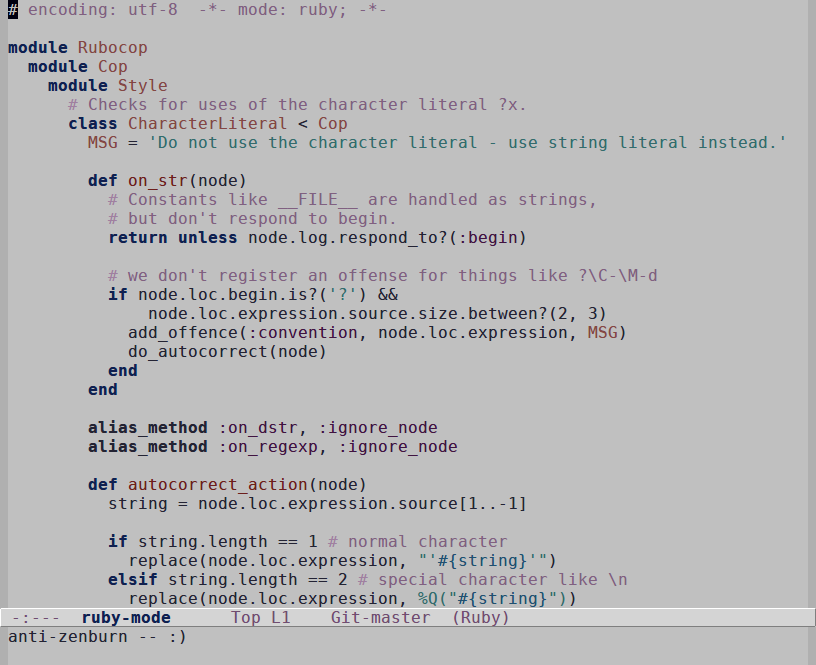 # encoding: utf-8  -*- mode: ruby; -*-

module Rubocop
  module Cop
    module Style
      # Checks for uses of the character literal ?x.
      class CharacterLiteral < Cop
        MSG = 'Do not use the character literal - use string literal instead.'

        def on_str(node)
          # Constants like __FILE__ are handled as strings,
          # but don't respond to begin.
          return unless node.log.respond_to?(:begin)

          # we don't register an offense for things like ?\C-\M-d
          if node.loc.begin.is?('?') &&
              node.loc.expression.source.size.between?(2, 3)
            add_offence(:convention, node.loc.expression, MSG)
            do_autocorrect(node)
          end
        end

        alias_method :on_dstr, :ignore_node
        alias_method :on_regexp, :ignore_node

        def autocorrect_action(node)
          string = node.loc.expression.source[1..-1]

          if string.length == 1 # normal character
            replace(node.loc.expression, "'#{string}'")
          elsif string.length == 2 # special character like \n
            replace(node.loc.expression, %Q("#{string}"))
-:---  ruby-mode      Top L1    Git-master  (Ruby)
anti-zenburn -- :)